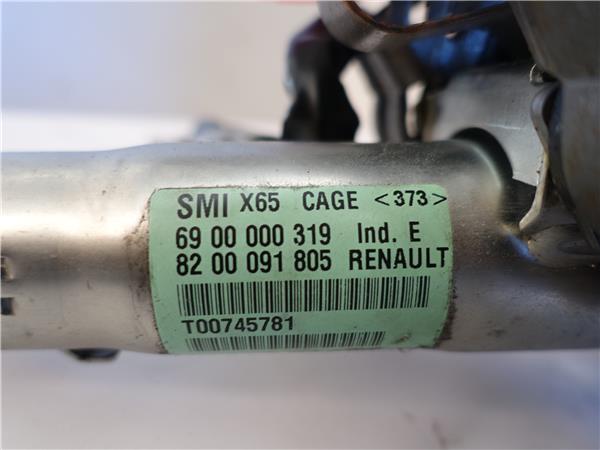 SMI X65 CAGE <373>
69 00 000 319 Ind. E
82 00 091 805 RENAULT
T00745781